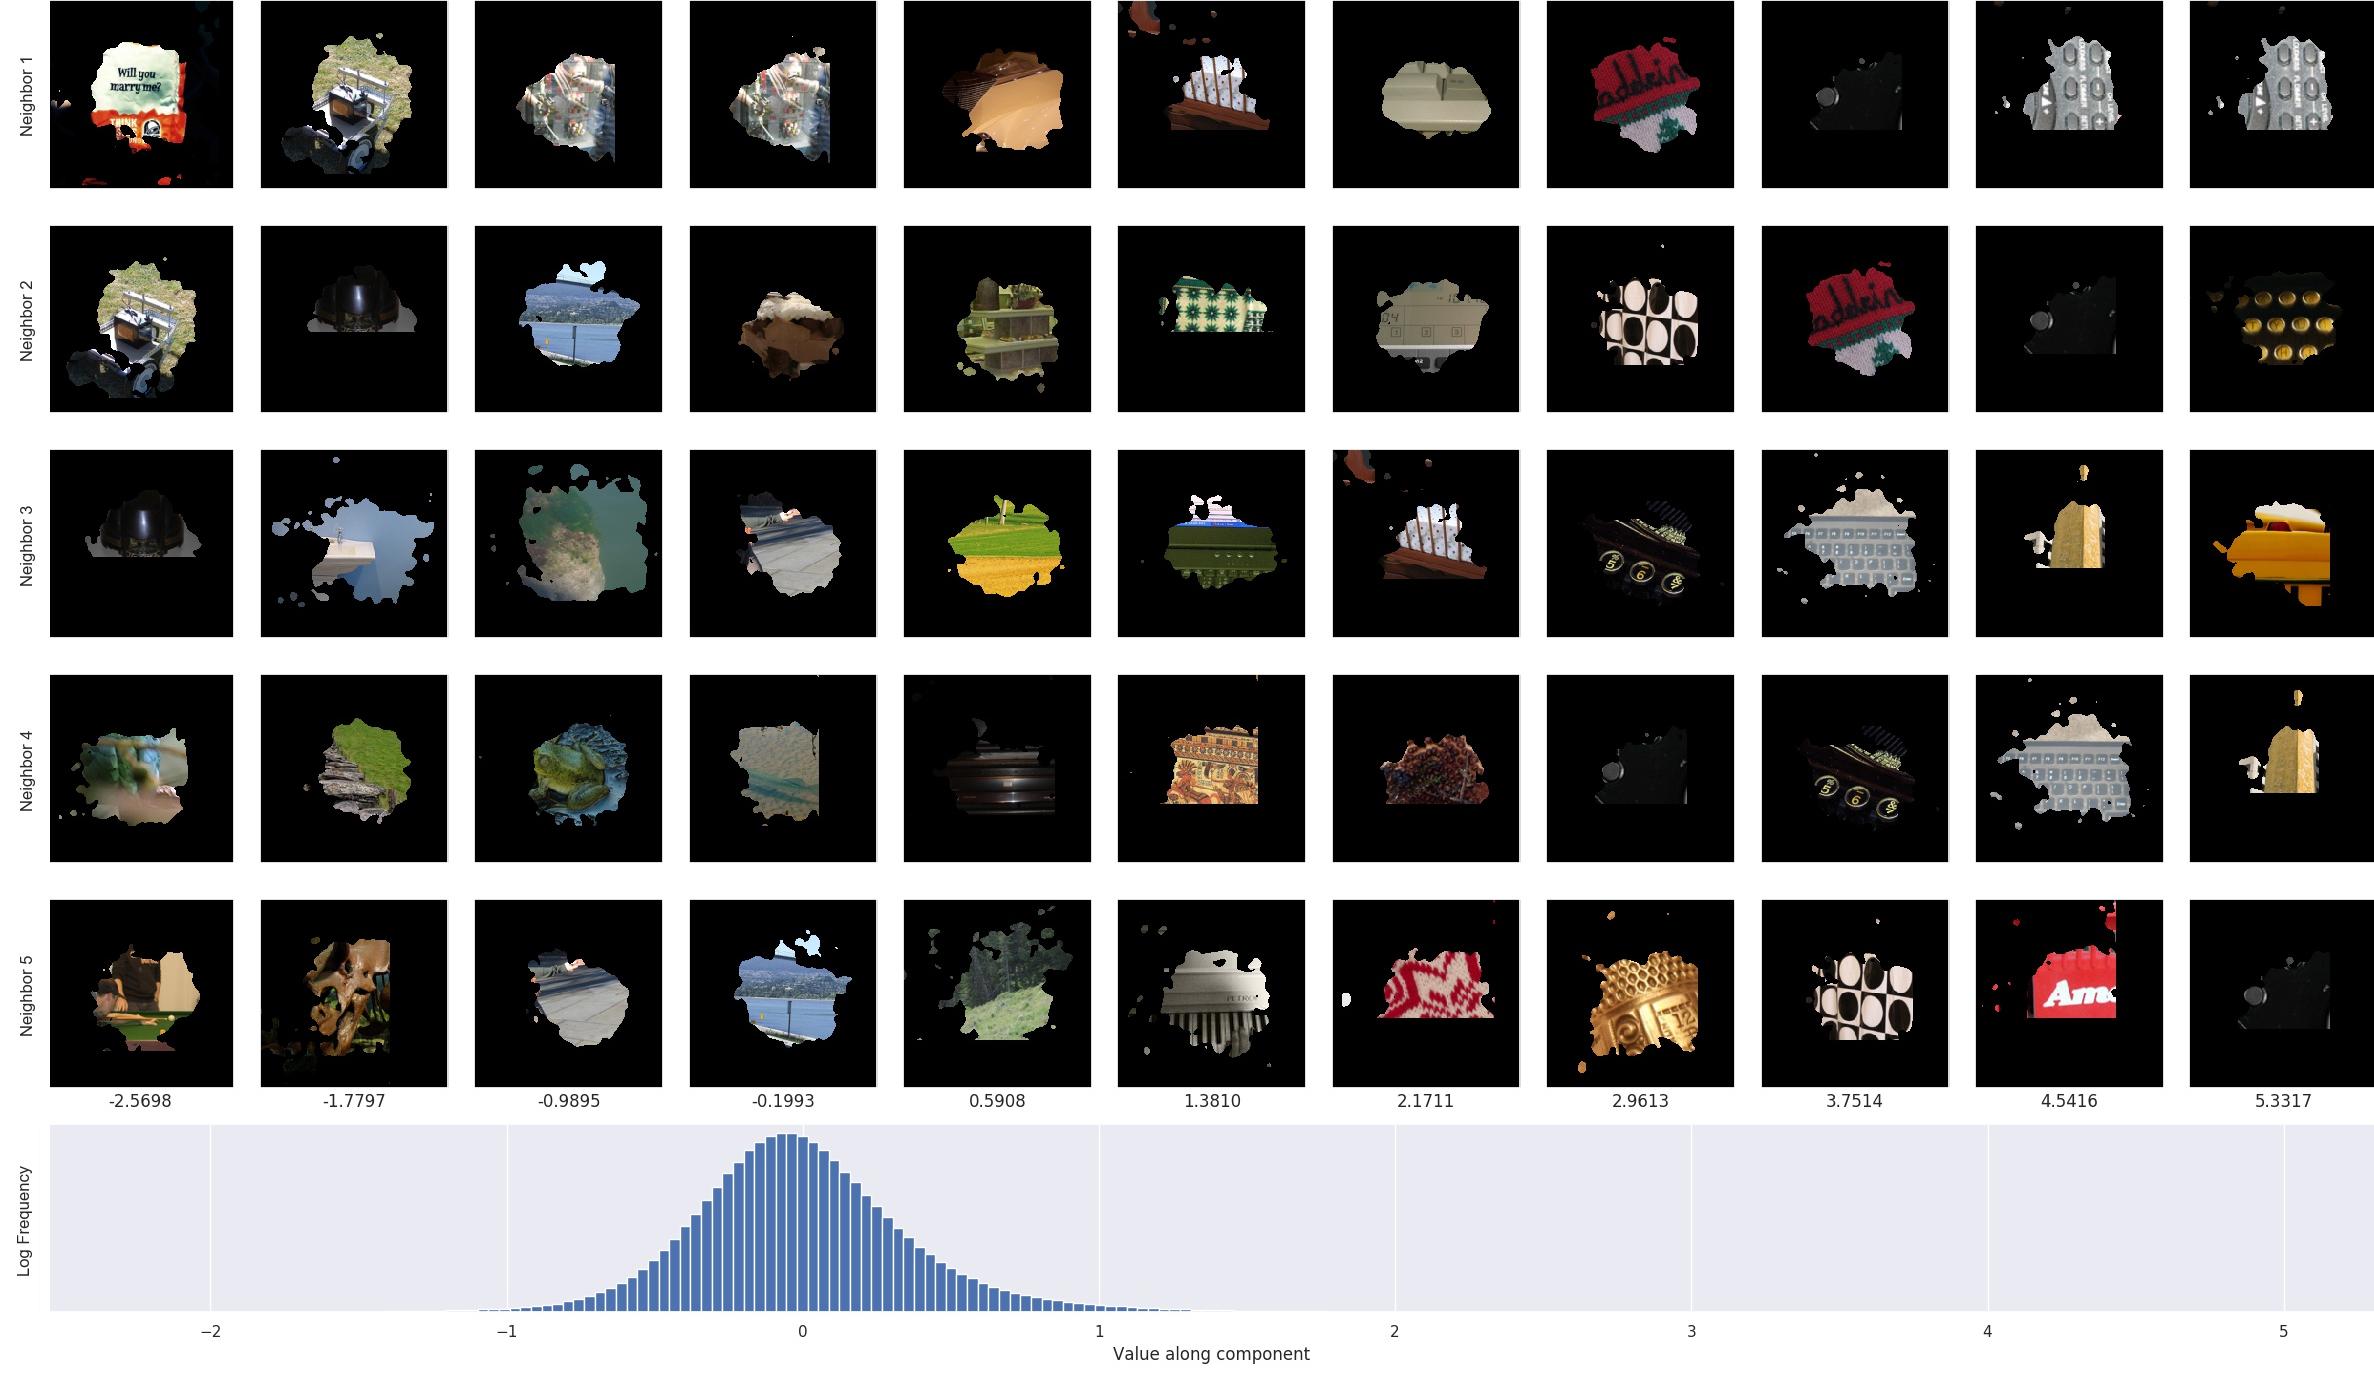 Neighbor 1
Will you
marry me?
THINK
Neighbor 2
Neighbor 3
Neighbor 4
Neighbor 5
PETRO
Am
-2.5698 -1.7797 -0.9895 -0.1993 0.5908 1.3810 2.1711 2.9613 3.7514 4.5416 5.3317
Log Frequency
−2 −1 0 1 2 3 4 5
Value along component